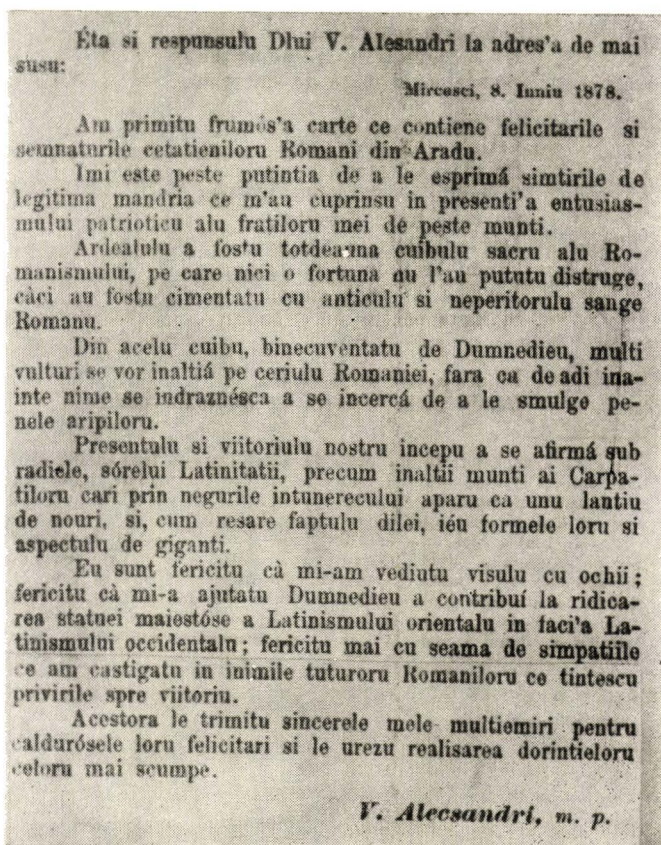 Éta si respunsulu Dlui V. Alesandri la adres'a de mai
susu:
Mircesci, 8. Iuniu 1878.
Am primitu frumós'a carte ce contiene felicitarile si
semnaturile cetatieniloru Romani din Aradu.
Imi este peste putintia de a le esprimá simtirile de
legitima mandria ce m'au cuprinsu in presenti'a entusias-
mului patrioticu alu fratiloru mei de peste munti.
Ardealulu a fostu totdeauna cuibulu sacru alu Ro-
manismului, pe care nici o fortuna nu l'au pututu distruge,
càci au fostu cimentatu cu anticulu si neperitorulu sange
Romanu.
Din acelu cuibu, binecuventatu de Dumnedieu, multi
vulturi se vor inaltiá pe ceriulu Romaniei, fara ca de adi ina-
inte nime se indraznésca a se incercá de a le smulge pe-
nele aripiloru.
Presentulu si viitoriulu nostru incepu a se afirmá sub
radiele, sórelui Latinitatii, precum inaltii munti ai Carpa-
tiloru cari prin negurile intunerecului aparu ca unu lantiu
de nouri, si, cum resare faptulu dilei, iéu formele loru si
aspectulu de giganti.
Eu sunt fericitu cà mi-am vediutu visulu cu ochii;
fericitu cà mi-a ajutatu Dumnedieu a contribuí la ridica-
rea statuei maiestóse a Latinismului orientalu in faci'a La-
tinismului occidentalu; fericitu mai cu seama de simpatiile
ce am castigatu in inimile tuturoru Romaniloru ce tintescu
privirile spre viitoriu.
Acestora le trimitu sincerele mele multiemiri pentru
caldurósele loru felicitari si le urezu realisarea dorintieloru
celoru mai scumpe.
V. Alecsandri, m. p.